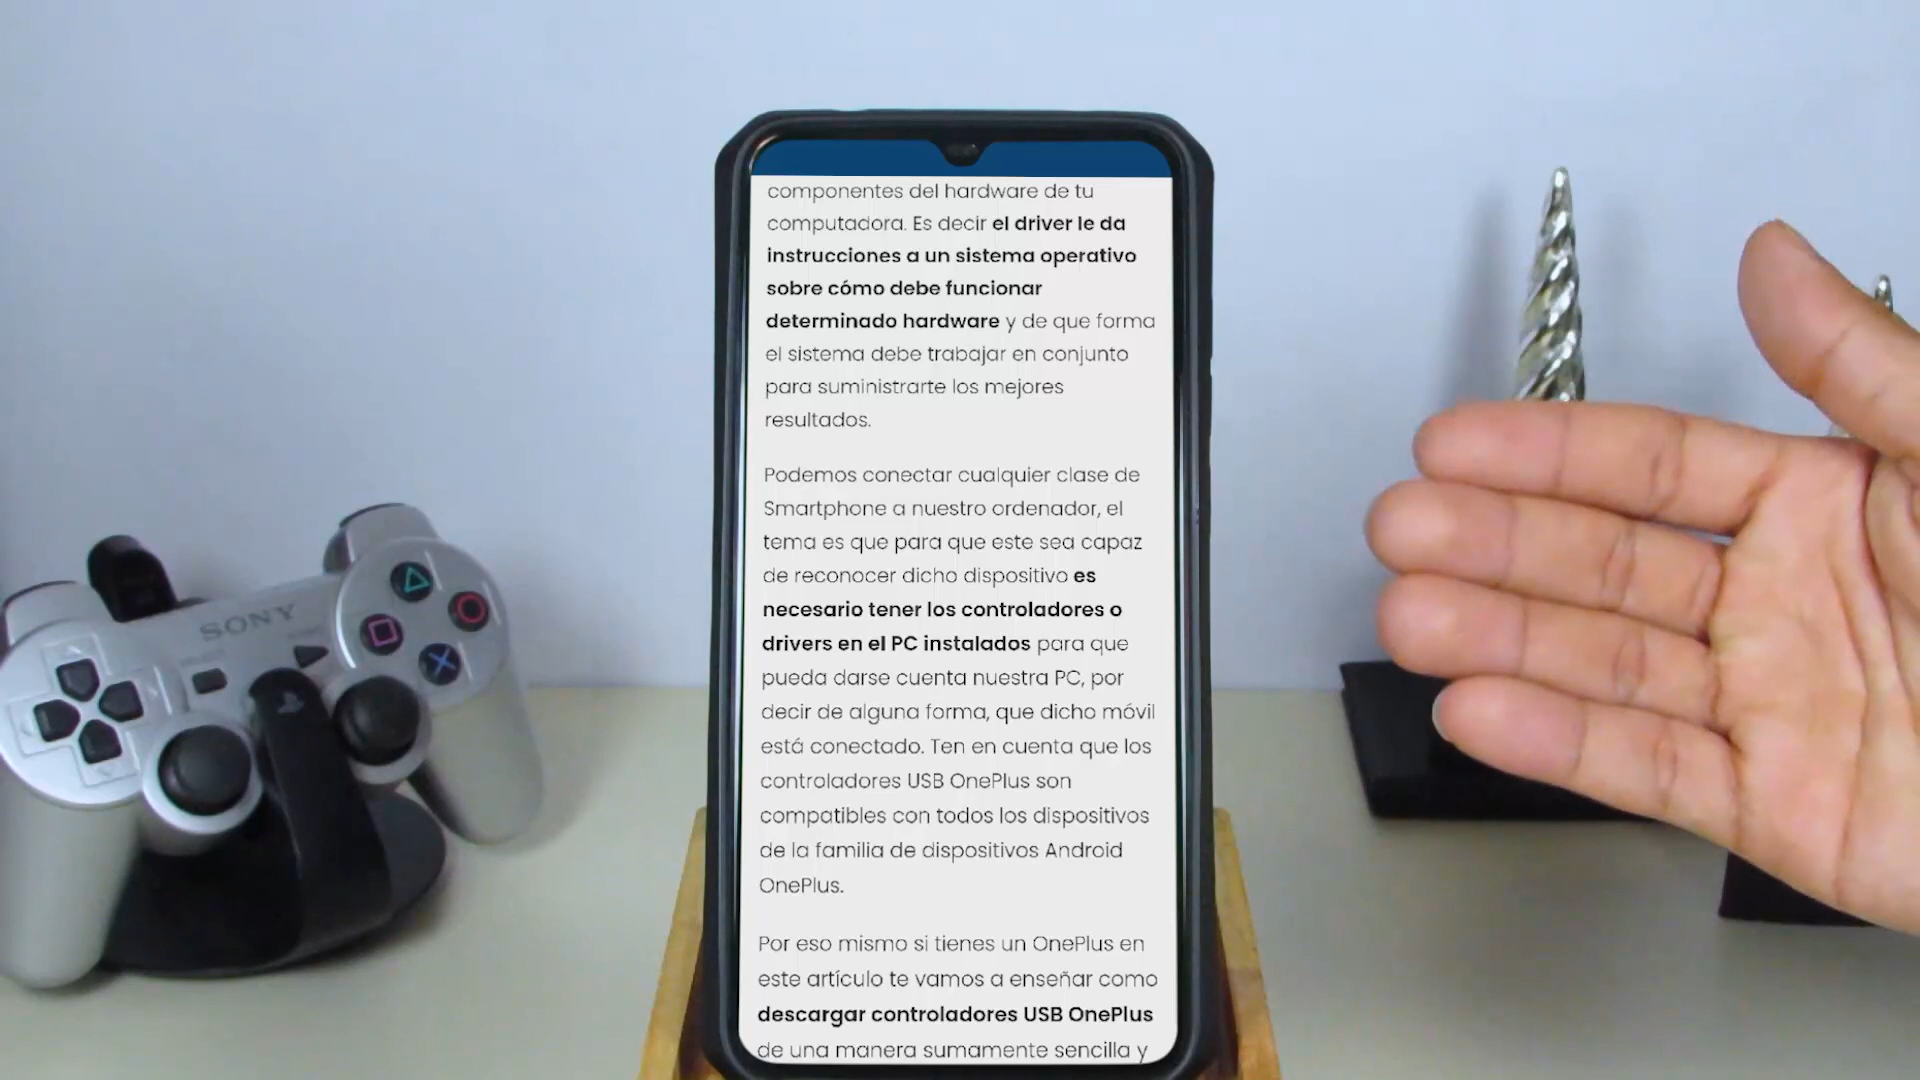 componentes del hardware de tu
computadora. Es decir el driver le da
instrucciones a un sistema operativo
sobre cómo debe funcionar
determinado hardware y de que forma
el sistema debe trabajar en conjunto
para suministrarte los mejores
resultados.
Podemos conectar cualquier clase de
Smartphone a nuestro ordenador, el
tema es que para que este sea capaz
de reconocer dicho dispositivo es
necesario tener los controladores o
drivers en el PC instalados para que
pueda darse cuenta nuestra PC, por
decir de alguna forma, que dicho móvil
está conectado. Ten en cuenta que los
controladores USB OnePlus son
compatibles con todos los dispositivos
de la familia de dispositivos Android
OnePlus.
Por eso mismo si tienes un OnePlus en
este artículo te vamos a enseñar como
descargar controladores USB OnePlus
de una manera sumamente sencilla y
SONY